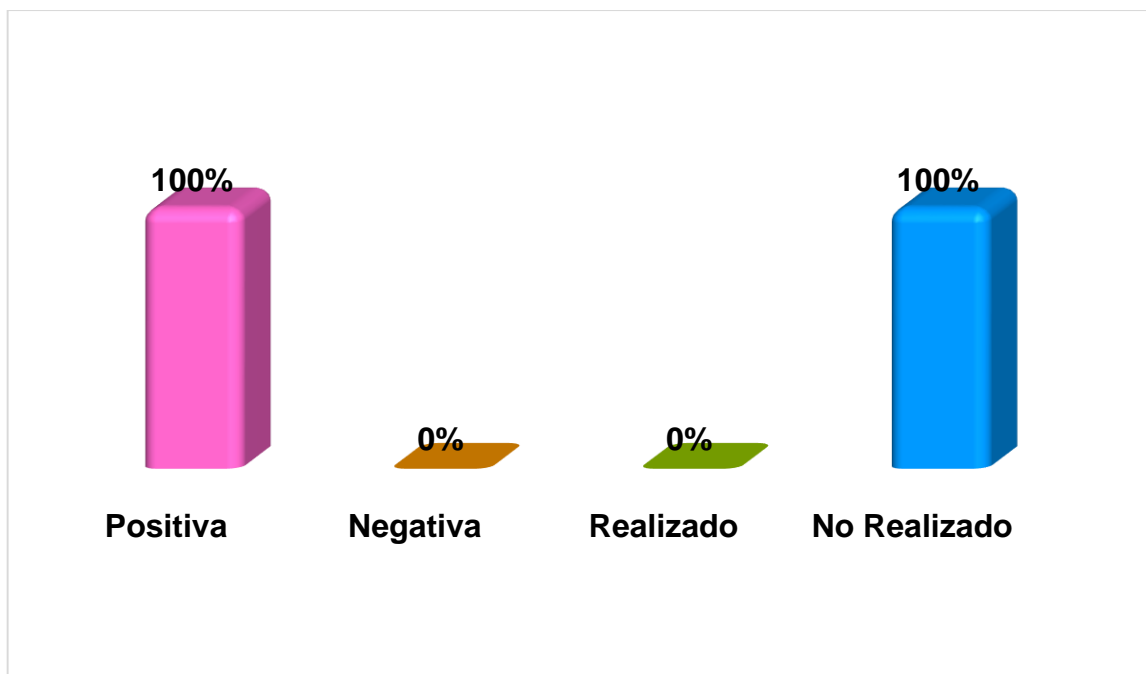 100%
100%
0%
0%
Positiva
Negativa
Realizado
No Realizado